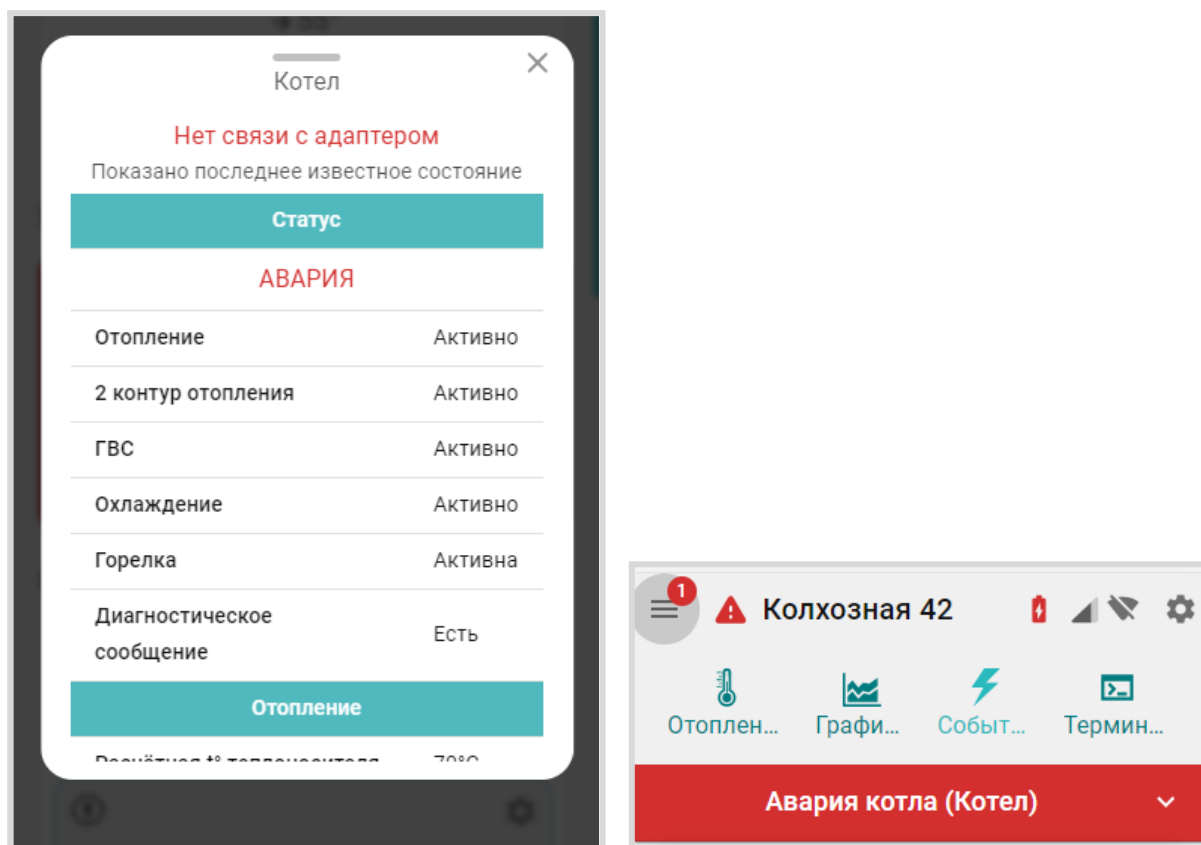 Котел
Нет связи с адаптером
Показано последнее известное состояние
Статус
АВАРИЯ
Отопление Активно
2 контур отопления Активно
ГВС Активно
Охлаждение Активно
Горелка Активна
Диагностическое
сообщение Есть
Отопление
1
Колхозная 42
Отоплен... Графи... Событ... Термин...
Авария котла (Котел)